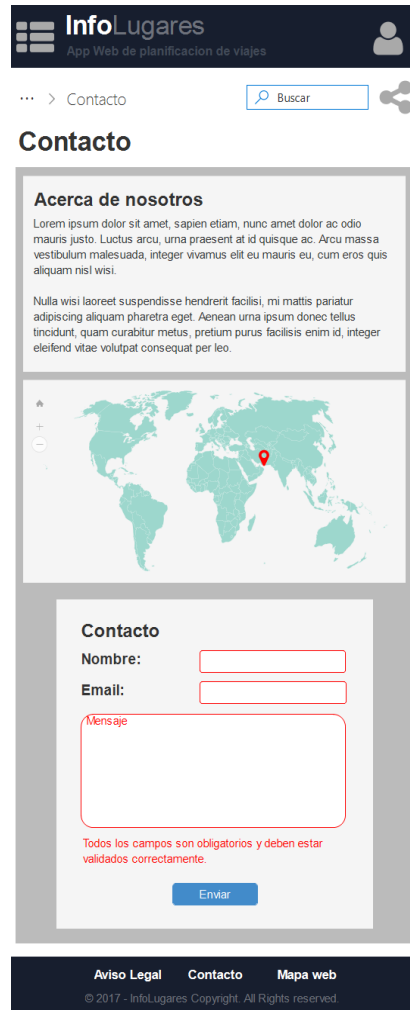 InfoLugares
App Web de planificacion de viajes
··· > Contacto
Buscar
Contacto
Acerca de nosotros
Lorem ipsum dolor sit amet, sapien etiam, nunc amet dolor ac odio
mauris justo. Luctus arcu, urna praesent at id quisque ac. Arcu massa
vestibulum malesuada, integer vivamus elit eu mauris eu, cum eros quis
aliquam nisl wisi.
Nulla wisi laoreet suspendisse hendrerit facilisi, mi mattis pariatur
adipiscing aliquam pharetra eget. Aenean urna ipsum donec tellus
tincidunt, quam curabitur metus, pretium purus facilisis enim id, integer
eleifend vitae volutpat consequat per leo.
Contacto
Nombre:
Email:
Mensaje
Todos los campos son obligatorios y deben estar
validados correctamente.
Enviar
Aviso Legal Contacto Mapa web
© 2017 - InfoLugares Copyright. All Rights reserved.